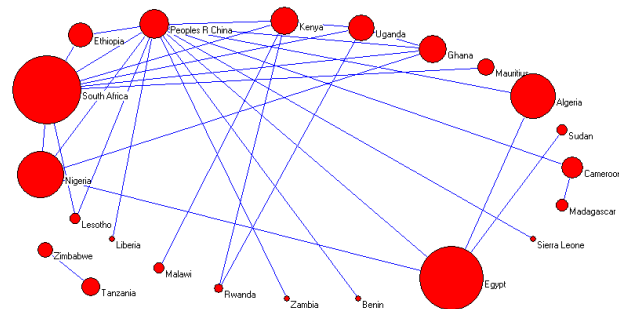 Peoples R China
Kenya
Uganda
Ethiopia
Ghana
Mauritius
South Africa
Algeria
Sudan
Cameroon
Nigeria
Madagascar
Lesotho
Liberia
Sierra Leone
Zimbabwe
Malawi
Egypt
Tanzania
Rwanda
Zambia
Benin